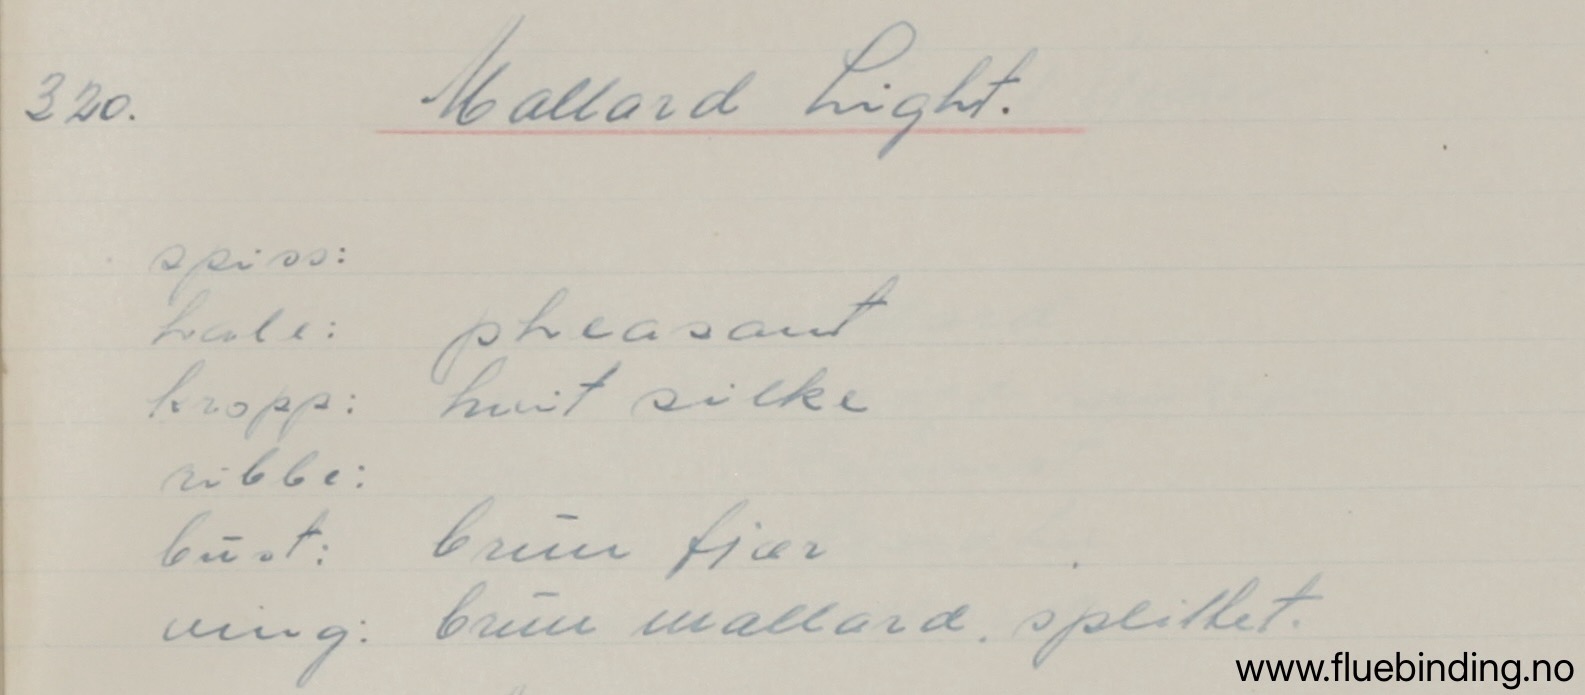 320. Mallard Light.
spiss:
hale: pheasant
kropp: hvit silke
ribbe:
bust: brun fjær
ving: brun mallard. splittet.
www.fluebinding.no